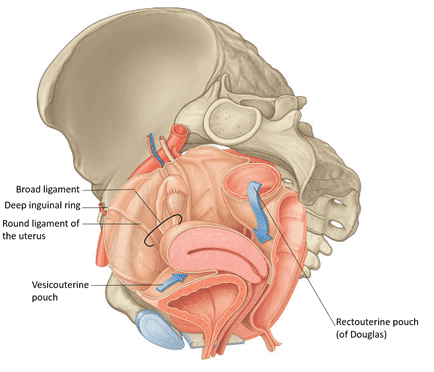 Broad ligament
Deep inguinal ring
Round ligament of
the uterus
Vesicouterine
pouch
Rectouterine pouch
(of Douglas)